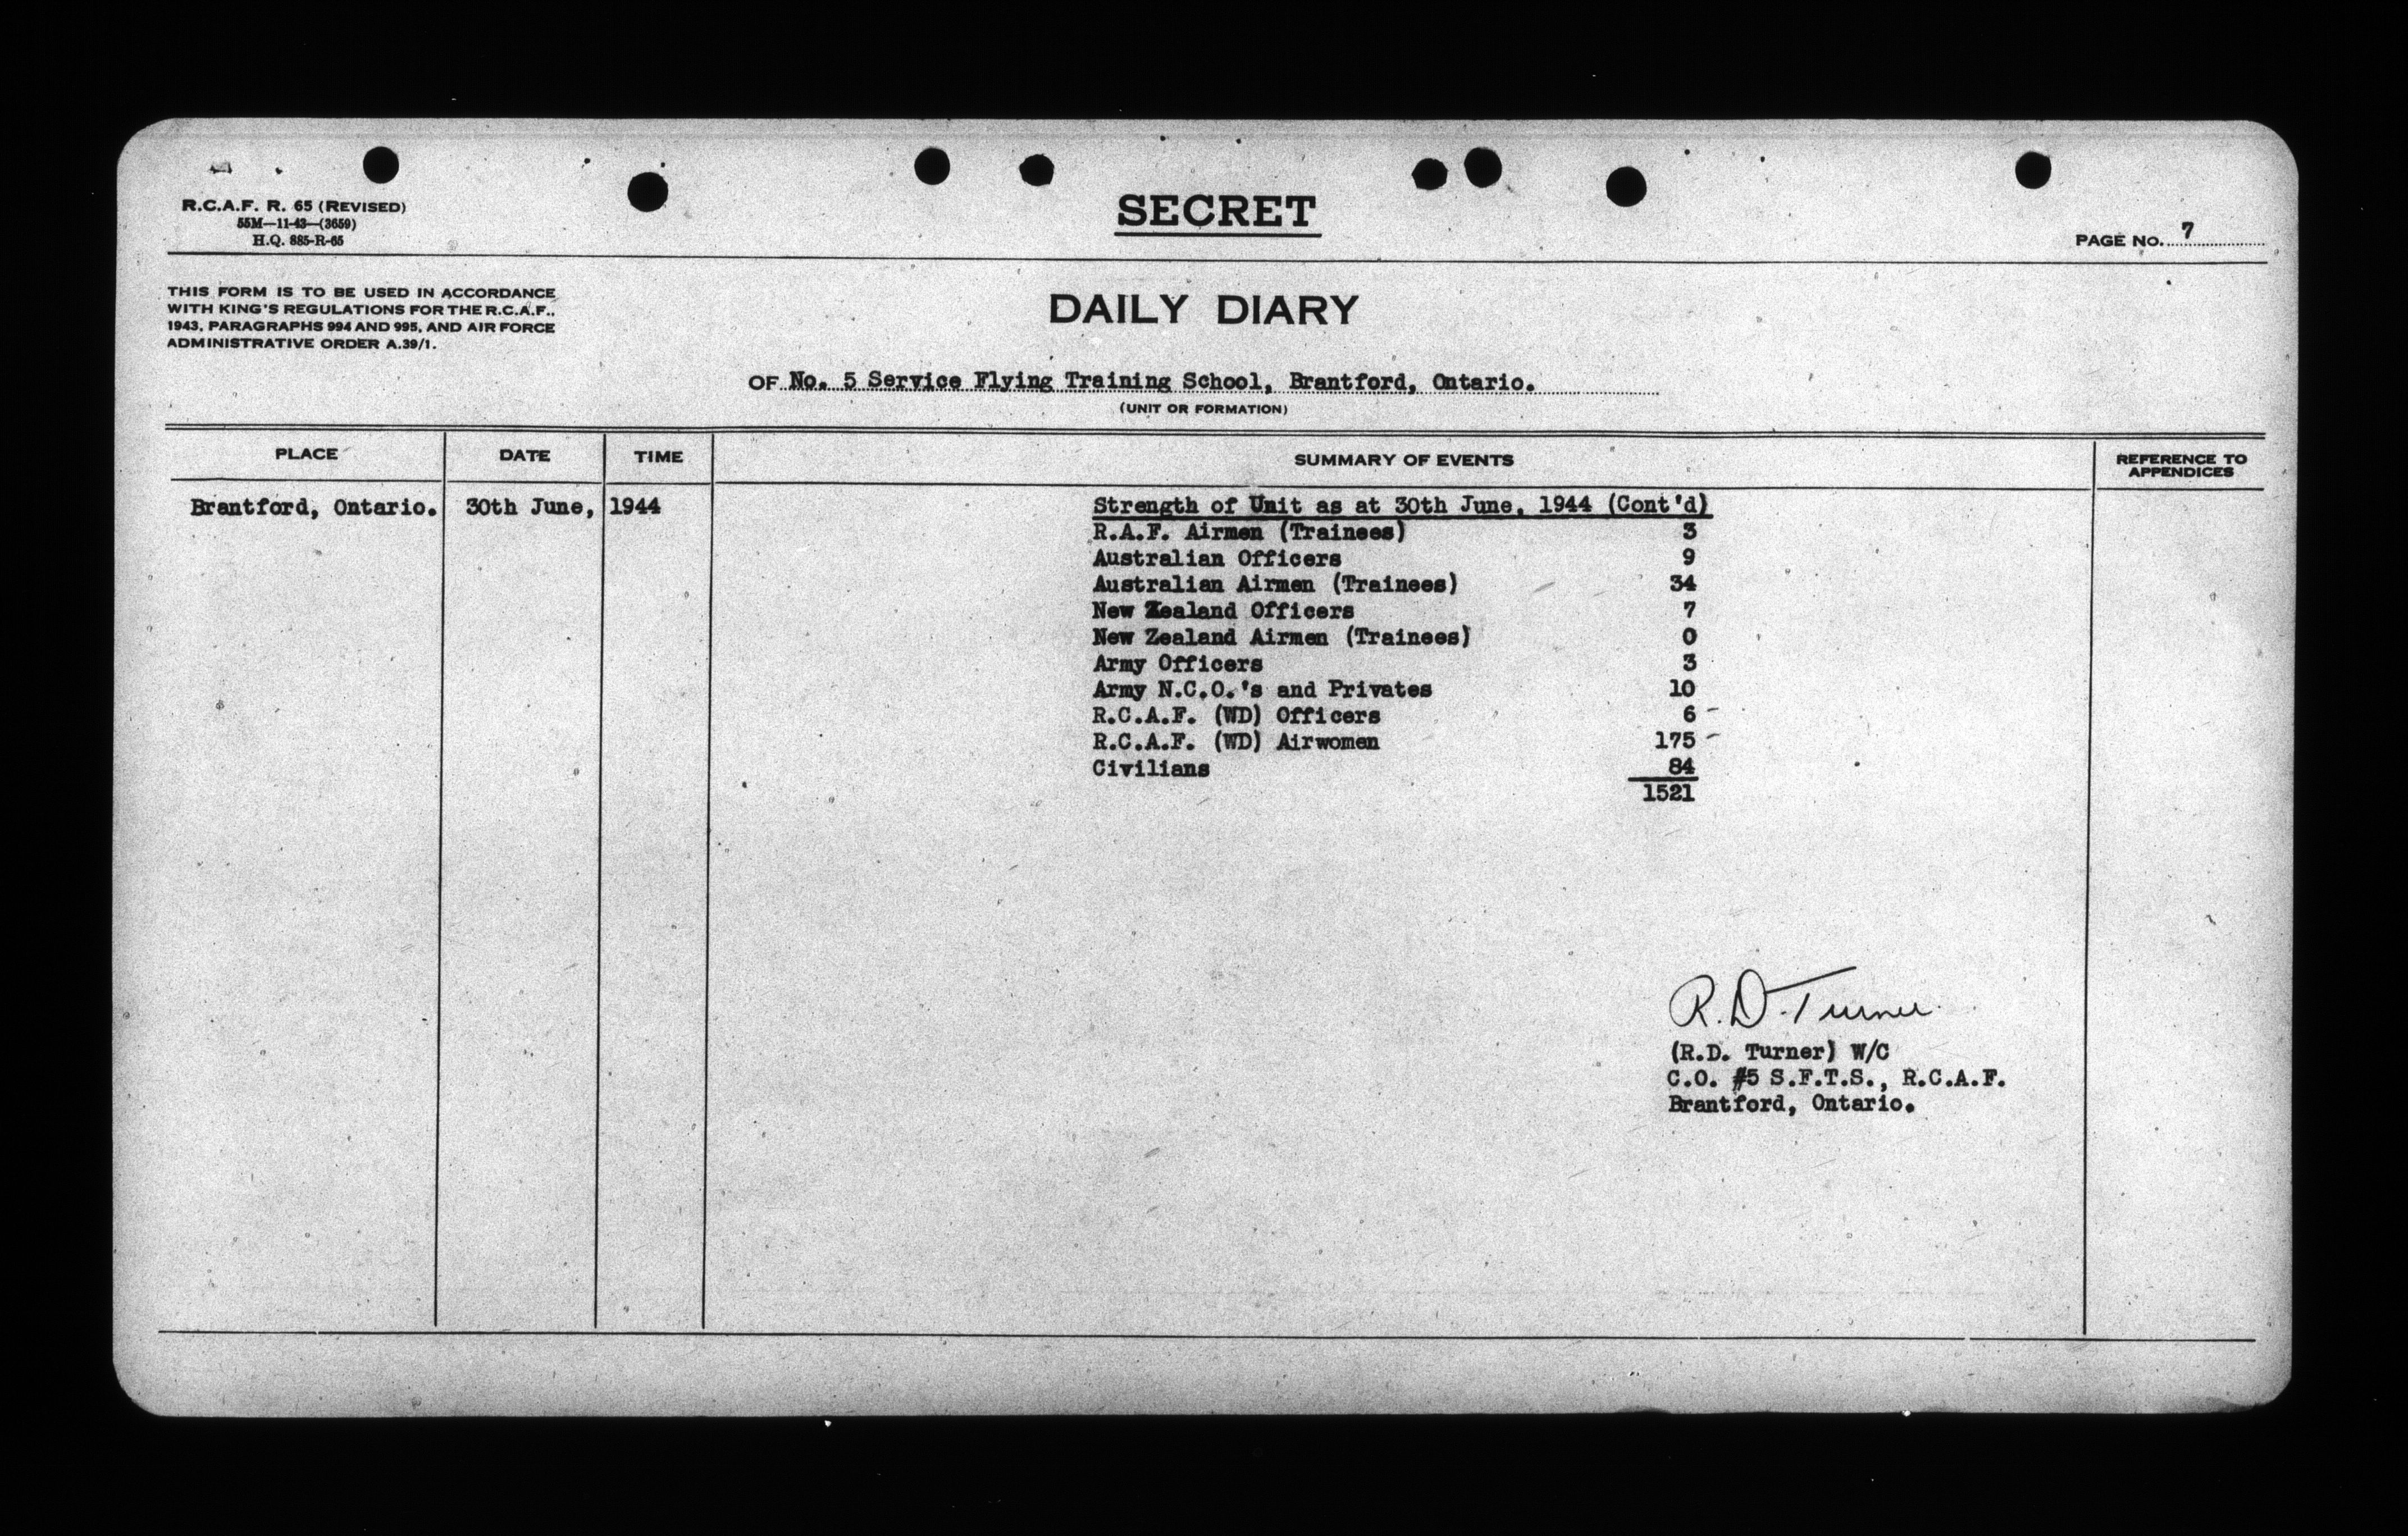 R.C.A.F. R. 65 (REVISED)
55M—11-43—(3659)
H.Q. 885-R-65
SECRET
PAGE NO. 7
THIS FORM IS TO BE USED IN ACCORDANCE
WITH KING'S REGULATIONS FOR THE R.C.A.F.,
1943, PARAGRAPHS 994 AND 995, AND AIR FORCE
ADMINISTRATIVE ORDER A.39/1.
DAILY DIARY
OF No. 5 Service Flying Training School, Brantford, Ontario.
(UNIT OR FORMATION)
PLACE DATE TIME SUMMARY OF EVENTS REFERENCE TO APPENDICES
Brantford, Ontario. 30th June, 1944 Strength of Unit as at 30th June, 1944 (Cont'd)
R.A.F. Airmen (Trainees) 3
Australian Officers 9
Australian Airmen (Trainees) 34
New Zealand Officers 7
New Zealand Airmen (Trainees) 0
Army Officers 3
Army N.C.O.'s and Privates 10
R.C.A.F. (WD) Officers 6
R.C.A.F. (WD) Airwomen 175
Civilians 84
1521
R.D. Turner
(R.D. Turner) W/C
C.O. #5 S.F.T.S., R.C.A.F.
Brantford, Ontario.